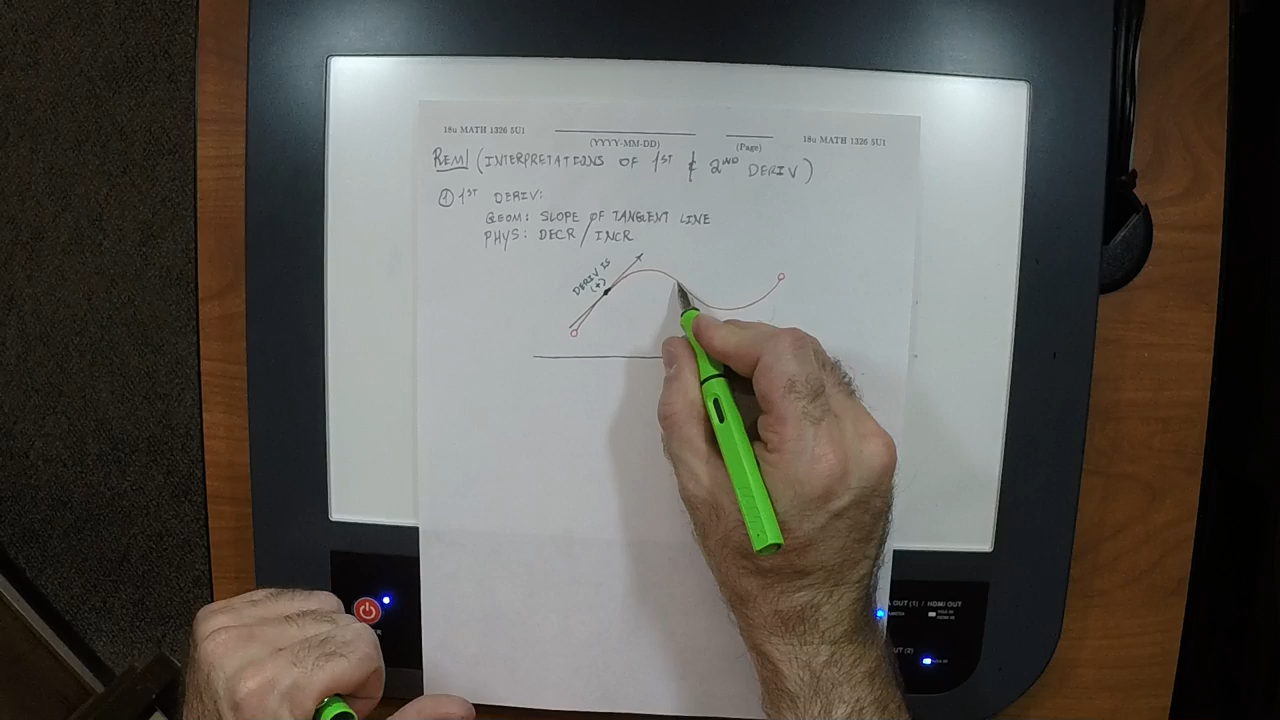 18u MATH 1326 5U1 (YYYY-MM-DD) (Page) 18u MATH 1326 5U1
REM! (INTERPRETATIONS OF 1ST & 2ND DERIV)
① 1ST DERIV:
GEOM: SLOPE OF TANGENT LINE
PHYS: DECR / INCR
DERIV IS
(+)